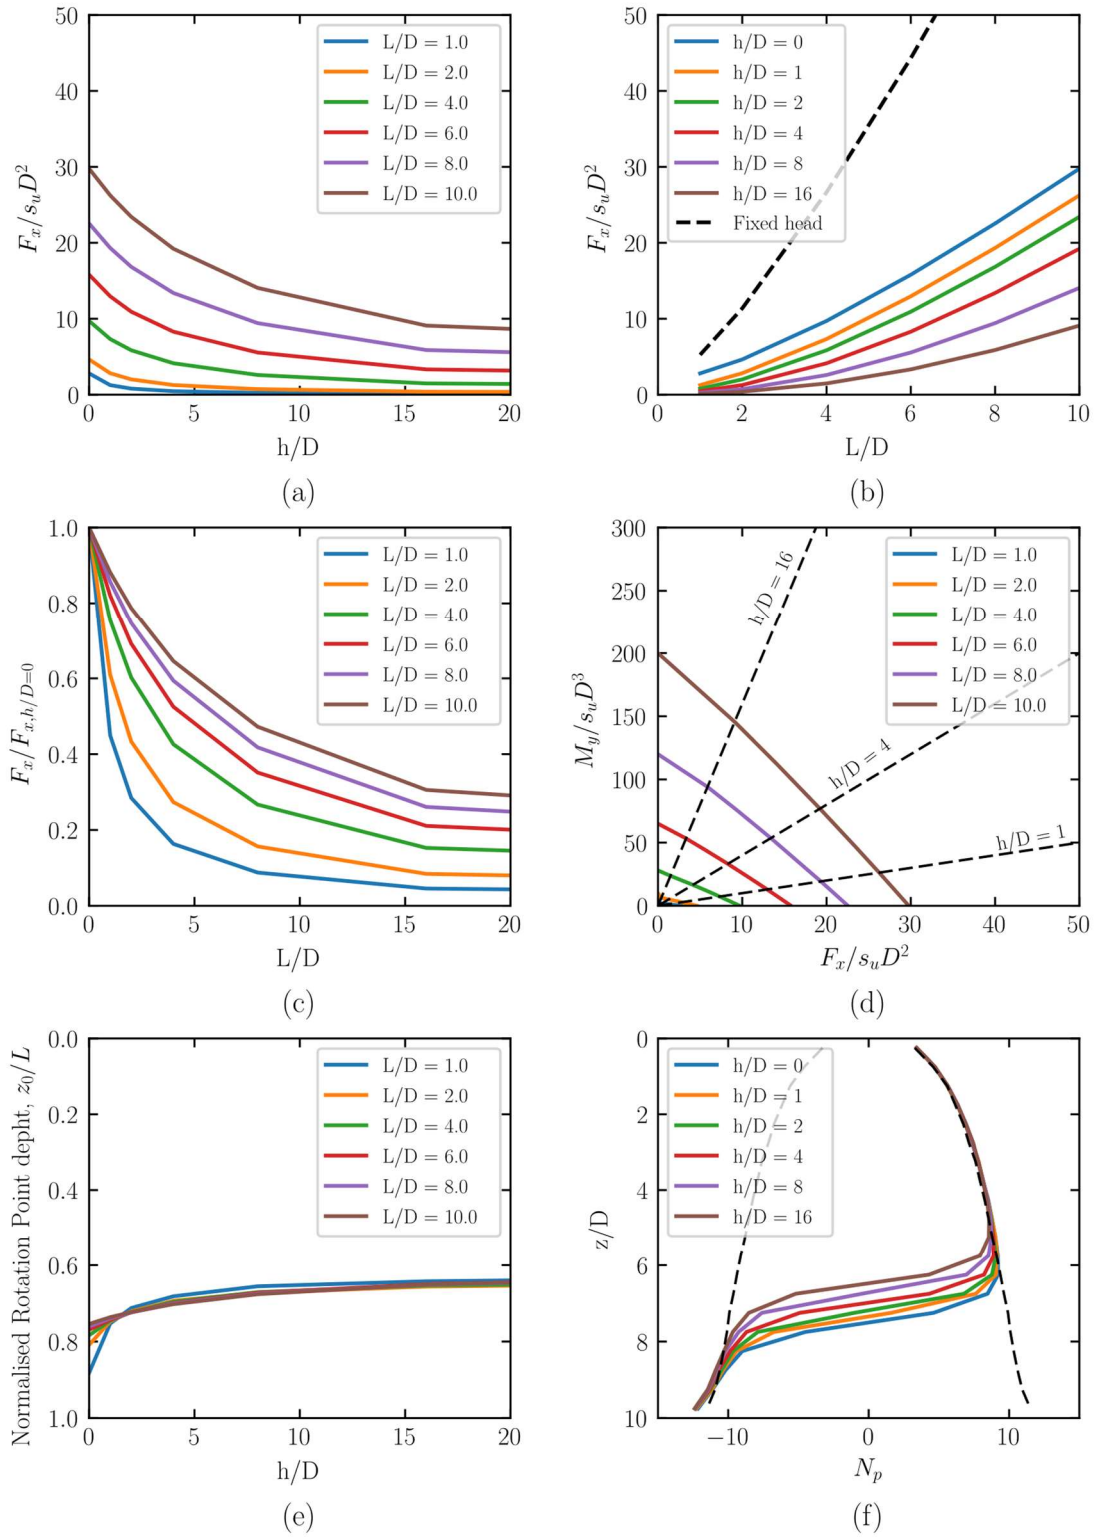 50
40
30
20
10
0
F_x/s_uD^2
L/D = 1.0
L/D = 2.0
L/D = 4.0
L/D = 6.0
L/D = 8.0
L/D = 10.0
0 5 10 15 20
h/D
(a)
50
40
30
20
10
0
F_x/s_uD^2
h/D = 0
h/D = 1
h/D = 2
h/D = 4
h/D = 8
h/D = 16
Fixed head
0 2 4 6 8 10
L/D
(b)
1.0
0.8
0.6
0.4
0.2
0.0
F_x/F_{x,h/D=0}
L/D = 1.0
L/D = 2.0
L/D = 4.0
L/D = 6.0
L/D = 8.0
L/D = 10.0
0 5 10 15 20
L/D
(c)
300
250
200
150
100
50
0
M_y/s_uD^3
h/D = 16
h/D = 4
h/D = 1
L/D = 1.0
L/D = 2.0
L/D = 4.0
L/D = 6.0
L/D = 8.0
L/D = 10.0
0 10 20 30 40 50
F_x/s_uD^2
(d)
0.0
0.2
0.4
0.6
0.8
1.0
Normalised Rotation Point depht, z_0/L
L/D = 1.0
L/D = 2.0
L/D = 4.0
L/D = 6.0
L/D = 8.0
L/D = 10.0
0 5 10 15 20
h/D
(e)
0
2
4
6
8
10
z/D
h/D = 0
h/D = 1
h/D = 2
h/D = 4
h/D = 8
h/D = 16
−10 0 10
N_p
(f)